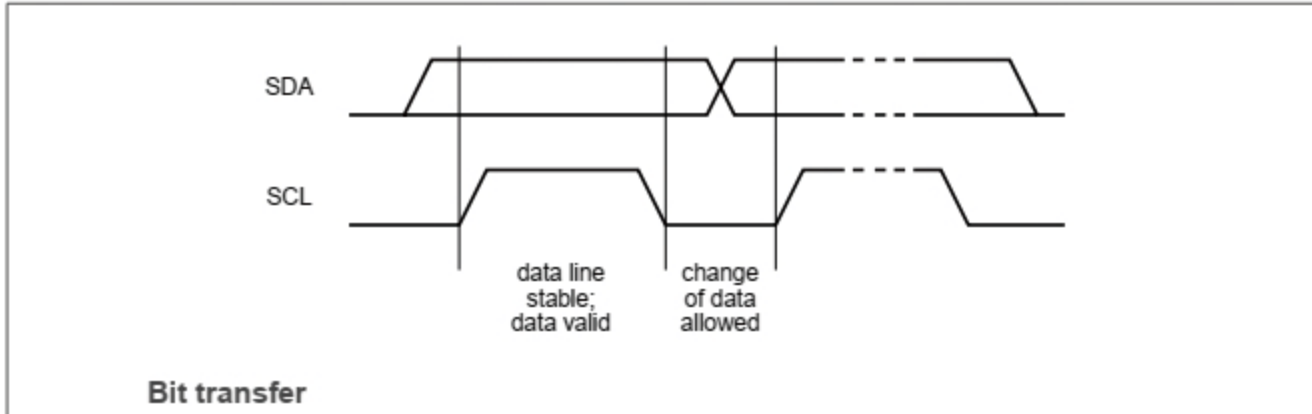 SDA
SCL
data line
stable;
data valid
change
of data
allowed
Bit transfer